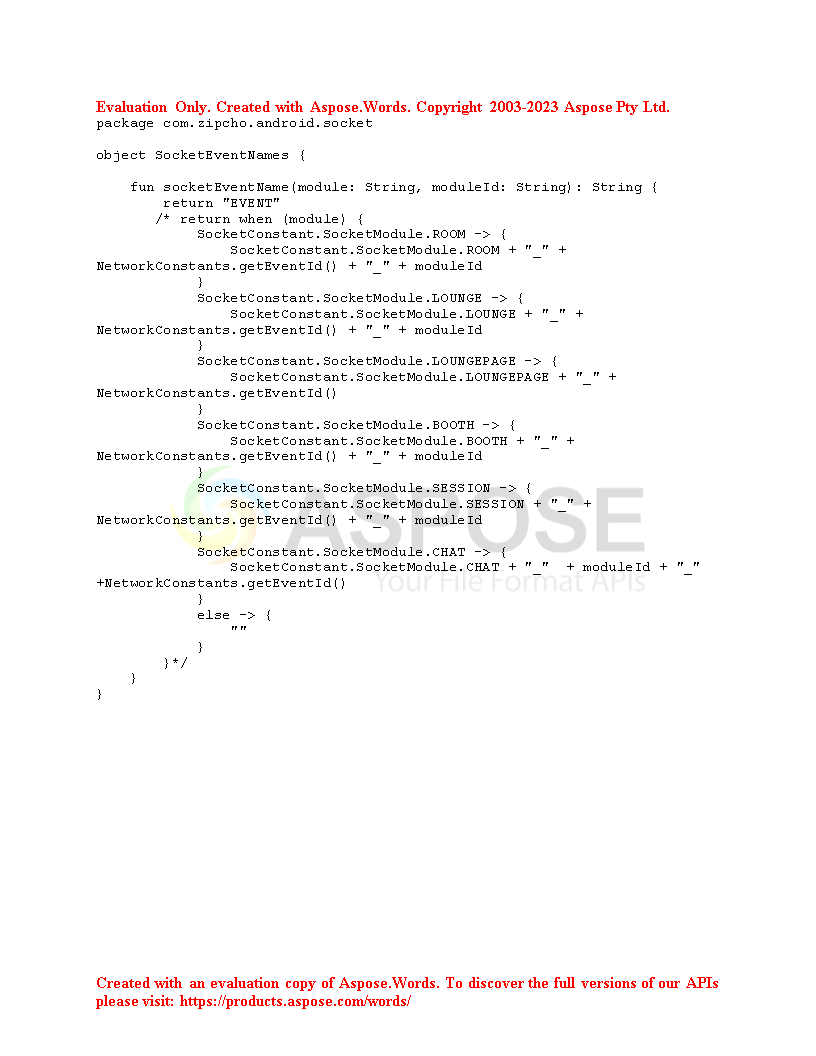 Evaluation Only. Created with Aspose.Words. Copyright 2003-2023 Aspose Pty Ltd.
package com.zipcho.android.socket

object SocketEventNames {

    fun socketEventName(module: String, moduleId: String): String {
        return "EVENT"
       /* return when (module) {
            SocketConstant.SocketModule.ROOM -> {
                SocketConstant.SocketModule.ROOM + "_" +
NetworkConstants.getEventId() + "_" + moduleId
            }
            SocketConstant.SocketModule.LOUNGE -> {
                SocketConstant.SocketModule.LOUNGE + "_" +
NetworkConstants.getEventId() + "_" + moduleId
            }
            SocketConstant.SocketModule.LOUNGEPAGE -> {
                SocketConstant.SocketModule.LOUNGEPAGE + "_" +
NetworkConstants.getEventId()
            }
            SocketConstant.SocketModule.BOOTH -> {
                SocketConstant.SocketModule.BOOTH + "_" +
NetworkConstants.getEventId() + "_" + moduleId
            }
            SocketConstant.SocketModule.SESSION -> {
                SocketConstant.SocketModule.SESSION + "_" +
NetworkConstants.getEventId() + "_" + moduleId
            }
            SocketConstant.SocketModule.CHAT -> {
                SocketConstant.SocketModule.CHAT + "_"  + moduleId + "_"
+NetworkConstants.getEventId()
            }
            else -> {
                ""
            }
        }*/
    }
}
ASPOSE
Your File Format APIs
Created with an evaluation copy of Aspose.Words. To discover the full versions of our APIs
please visit: https://products.aspose.com/words/